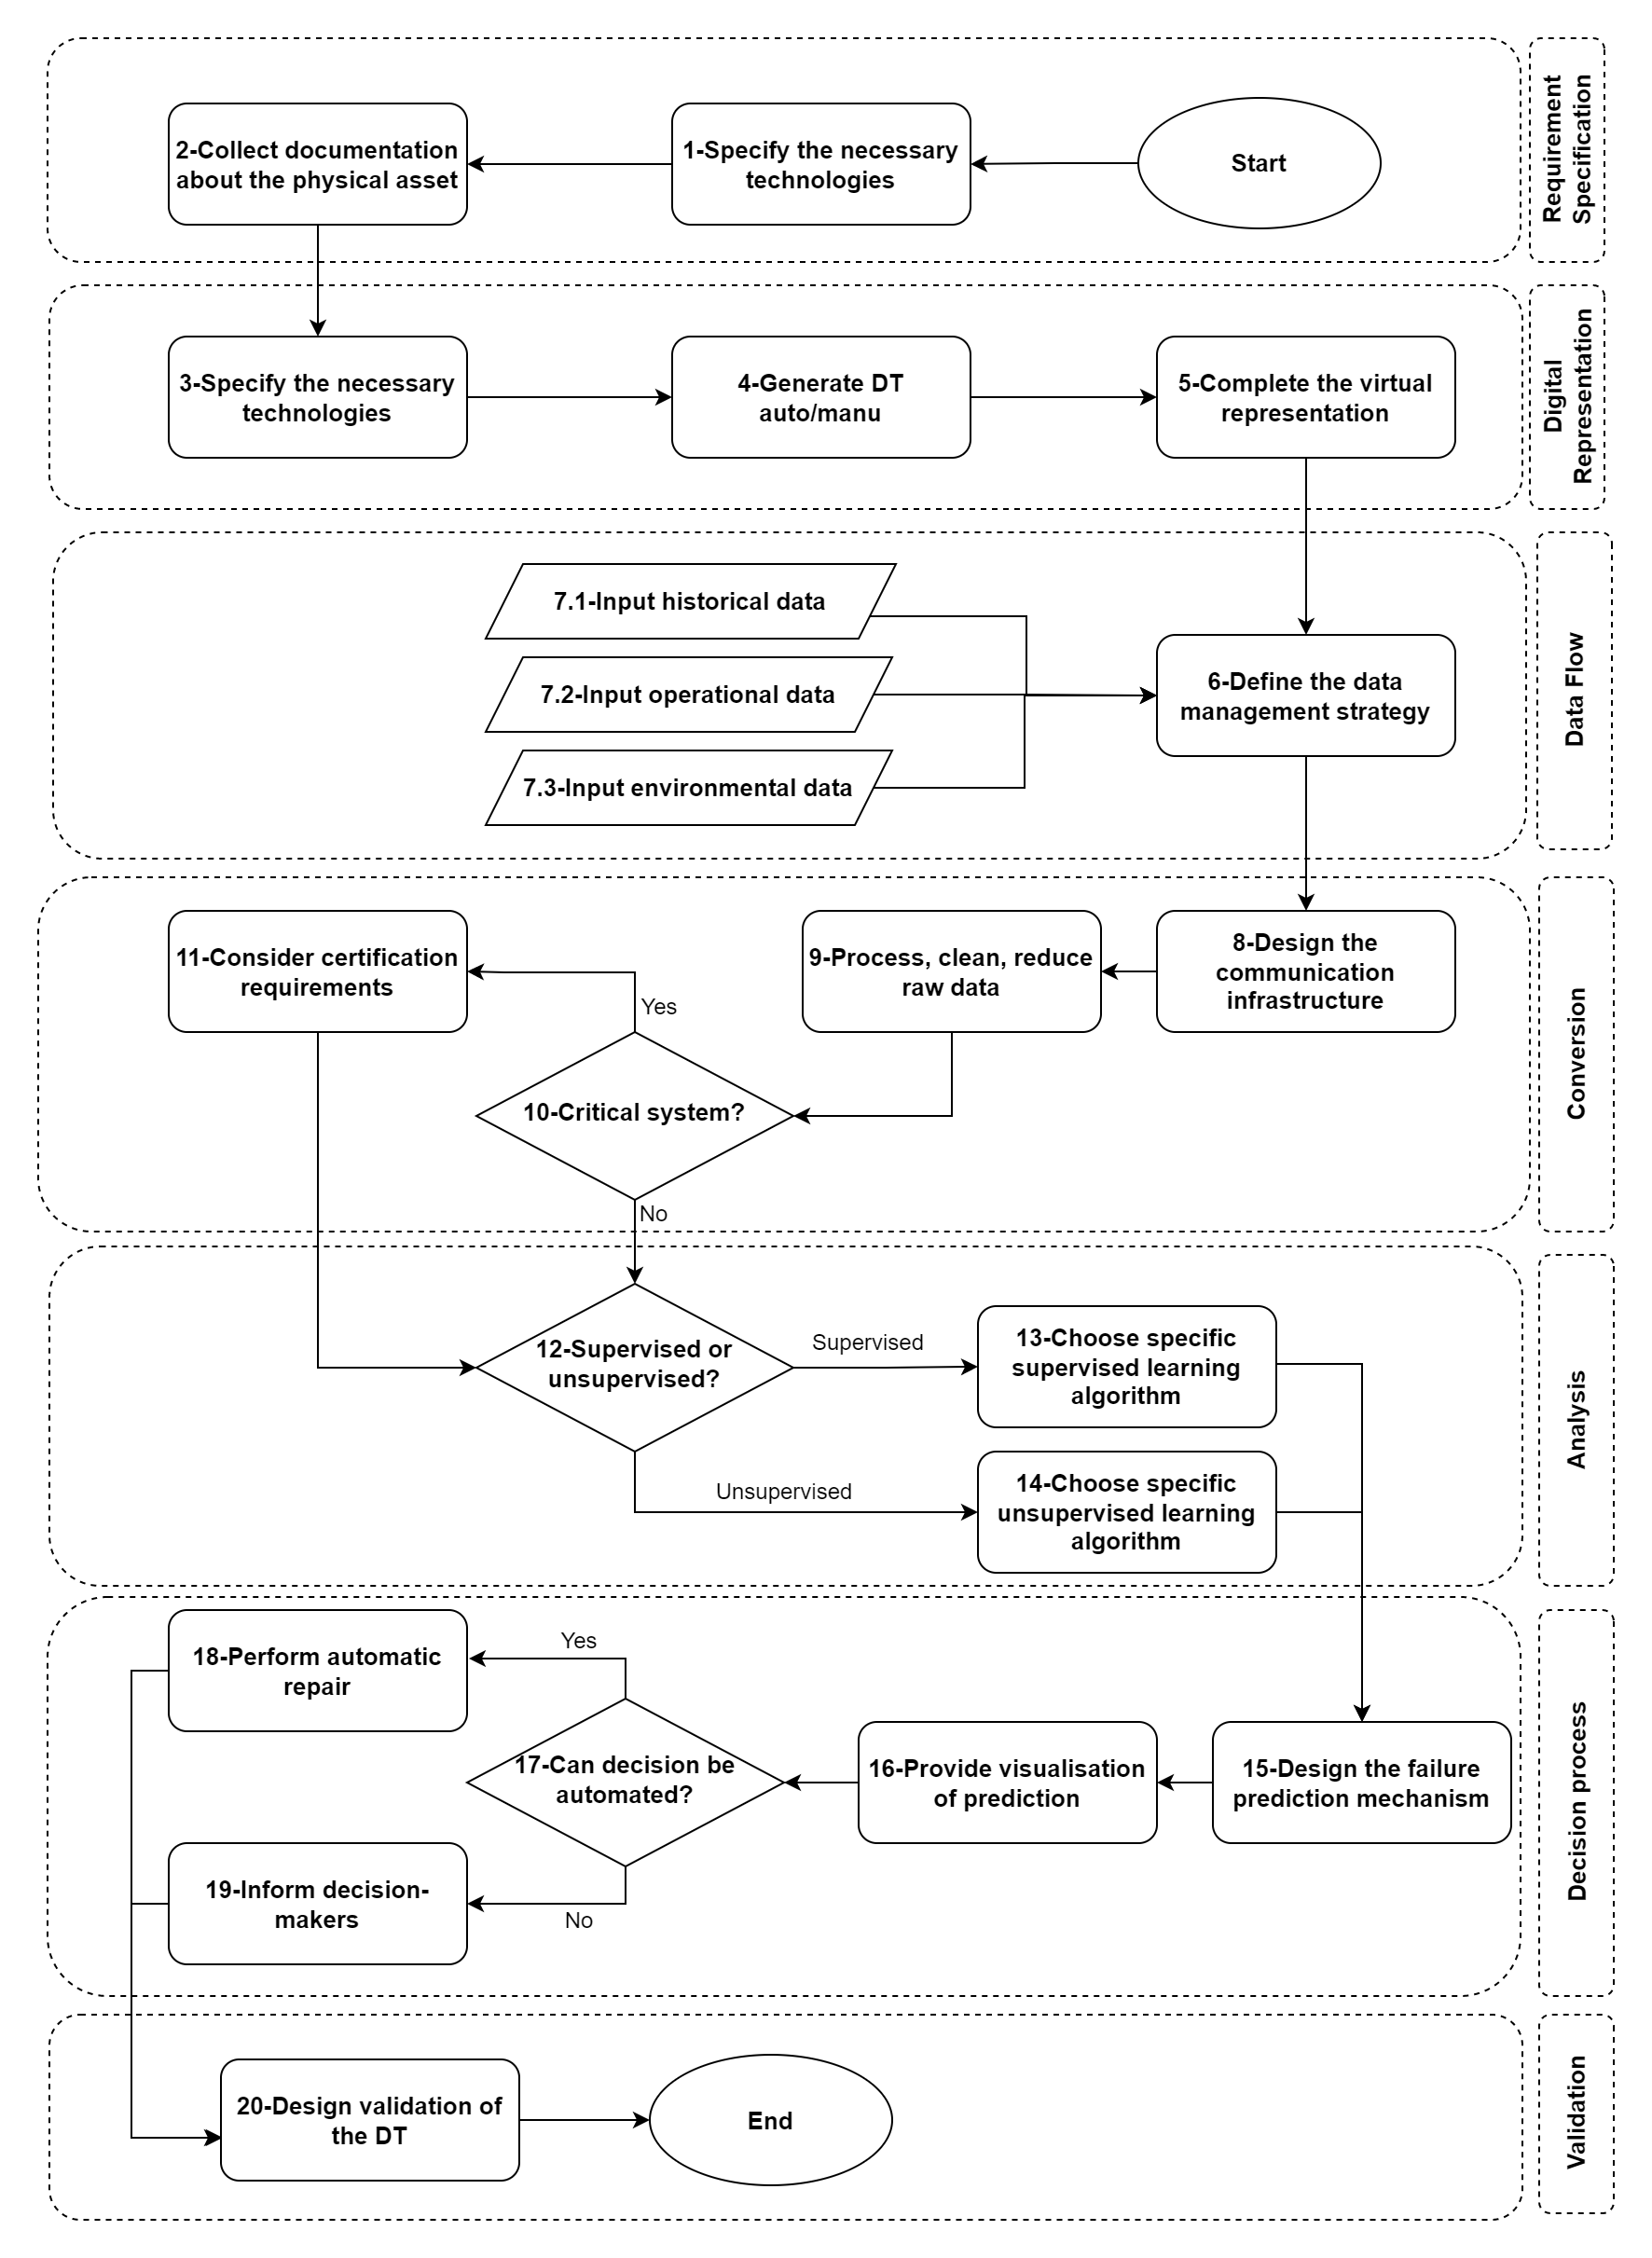 Requirement
Specification
Start
1-Specify the necessary
technologies
2-Collect documentation
about the physical asset
Digital
Representation
3-Specify the necessary
technologies
4-Generate DT
auto/manu
5-Complete the virtual
representation
Data Flow
7.1-Input historical data
7.2-Input operational data
7.3-Input environmental data
6-Define the data
management strategy
Conversion
8-Design the
communication
infrastructure
9-Process, clean, reduce
raw data
10-Critical system?
Yes
No
11-Consider certification
requirements
Analysis
12-Supervised or
unsupervised?
Supervised
13-Choose specific
supervised learning
algorithm
Unsupervised
14-Choose specific
unsupervised learning
algorithm
Decision process
15-Design the failure
prediction mechanism
16-Provide visualisation
of prediction
17-Can decision be
automated?
Yes
18-Perform automatic
repair
No
19-Inform decision-
makers
Validation
20-Design validation of
the DT
End